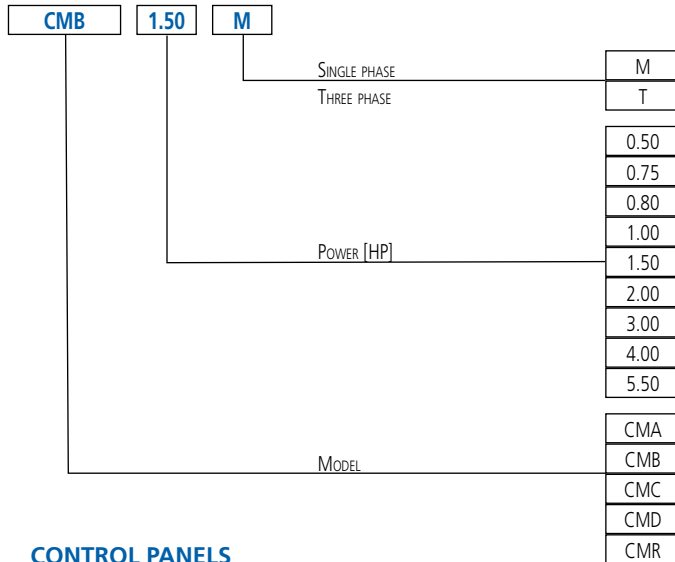 CMB 1.50 M
Single phase M
Three phase T
0.50
0.75
0.80
1.00
Power [HP] 1.50
2.00
3.00
4.00
5.50
CMA
Model CMB
CMC
CMD
CMR
CONTROL PANELS